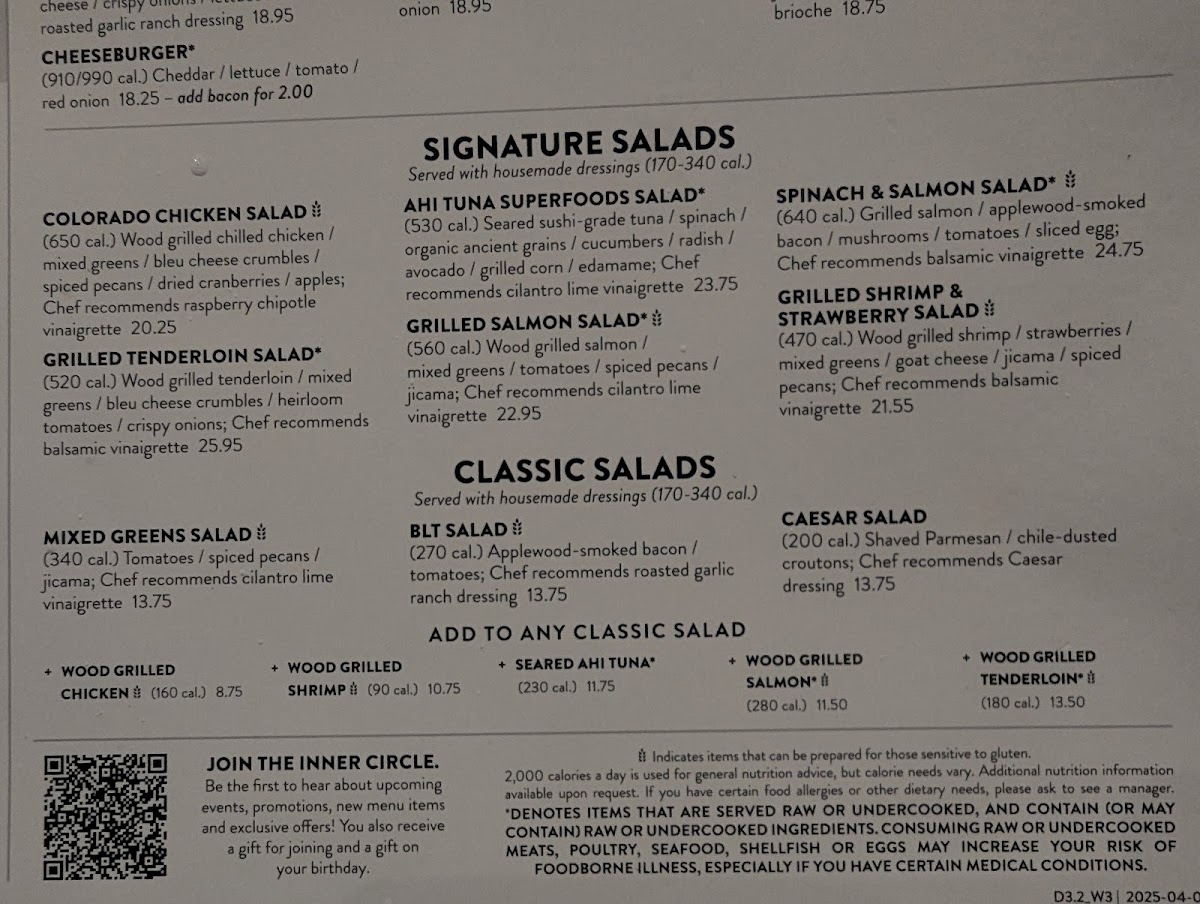 cheese / crispy onions /
roasted garlic ranch dressing 18.95
onion 18.95
brioche 18.75
CHEESEBURGER*
(910/990 cal.) Cheddar / lettuce / tomato /
red onion 18.25 – add bacon for 2.00
SIGNATURE SALADS
Served with housemade dressings (170-340 cal.)
COLORADO CHICKEN SALAD
(650 cal.) Wood grilled chilled chicken /
mixed greens / bleu cheese crumbles /
spiced pecans / dried cranberries / apples;
Chef recommends raspberry chipotle
vinaigrette 20.25
GRILLED TENDERLOIN SALAD*
(520 cal.) Wood grilled tenderloin / mixed
greens / bleu cheese crumbles / heirloom
tomatoes / crispy onions; Chef recommends
balsamic vinaigrette 25.95
AHI TUNA SUPERFOODS SALAD*
(530 cal.) Seared sushi-grade tuna / spinach /
organic ancient grains / cucumbers / radish /
avocado / grilled corn / edamame; Chef
recommends cilantro lime vinaigrette 23.75
GRILLED SALMON SALAD*
(560 cal.) Wood grilled salmon /
mixed greens / tomatoes / spiced pecans /
jicama; Chef recommends cilantro lime
vinaigrette 22.95
SPINACH & SALMON SALAD*
(640 cal.) Grilled salmon / applewood-smoked
bacon / mushrooms / tomatoes / sliced egg;
Chef recommends balsamic vinaigrette 24.75
GRILLED SHRIMP &
STRAWBERRY SALAD
(470 cal.) Wood grilled shrimp / strawberries /
mixed greens / goat cheese / jicama / spiced
pecans; Chef recommends balsamic
vinaigrette 21.55
CLASSIC SALADS
Served with housemade dressings (170-340 cal.)
MIXED GREENS SALAD
(340 cal.) Tomatoes / spiced pecans /
jicama; Chef recommends cilantro lime
vinaigrette 13.75
BLT SALAD
(270 cal.) Applewood-smoked bacon /
tomatoes; Chef recommends roasted garlic
ranch dressing 13.75
CAESAR SALAD
(200 cal.) Shaved Parmesan / chile-dusted
croutons; Chef recommends Caesar
dressing 13.75
ADD TO ANY CLASSIC SALAD
+ WOOD GRILLED
CHICKEN (160 cal.) 8.75
+ WOOD GRILLED
SHRIMP (90 cal.) 10.75
+ SEARED AHI TUNA*
(230 cal.) 11.75
+ WOOD GRILLED
SALMON*
(280 cal.) 11.50
+ WOOD GRILLED
TENDERLOIN*
(180 cal.) 13.50
JOIN THE INNER CIRCLE.
Be the first to hear about upcoming
events, promotions, new menu items
and exclusive offers! You also receive
a gift for joining and a gift on
your birthday.
Indicates items that can be prepared for those sensitive to gluten.
2,000 calories a day is used for general nutrition advice, but calorie needs vary. Additional nutrition information
available upon request. If you have certain food allergies or other dietary needs, please ask to see a manager.
*DENOTES ITEMS THAT ARE SERVED RAW OR UNDERCOOKED, AND CONTAIN (OR MAY
CONTAIN) RAW OR UNDERCOOKED INGREDIENTS. CONSUMING RAW OR UNDERCOOKED
MEATS, POULTRY, SEAFOOD, SHELLFISH OR EGGS MAY INCREASE YOUR RISK OF
FOODBORNE ILLNESS, ESPECIALLY IF YOU HAVE CERTAIN MEDICAL CONDITIONS.
D3.2_W3 | 2025-04-0